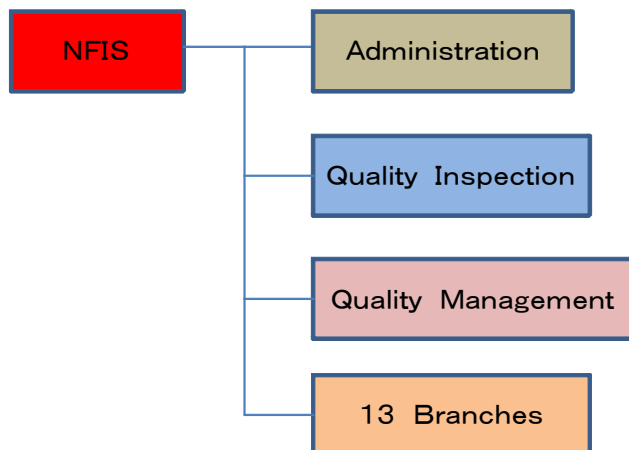 NFIS
Administration
Quality Inspection
Quality Management
13 Branches